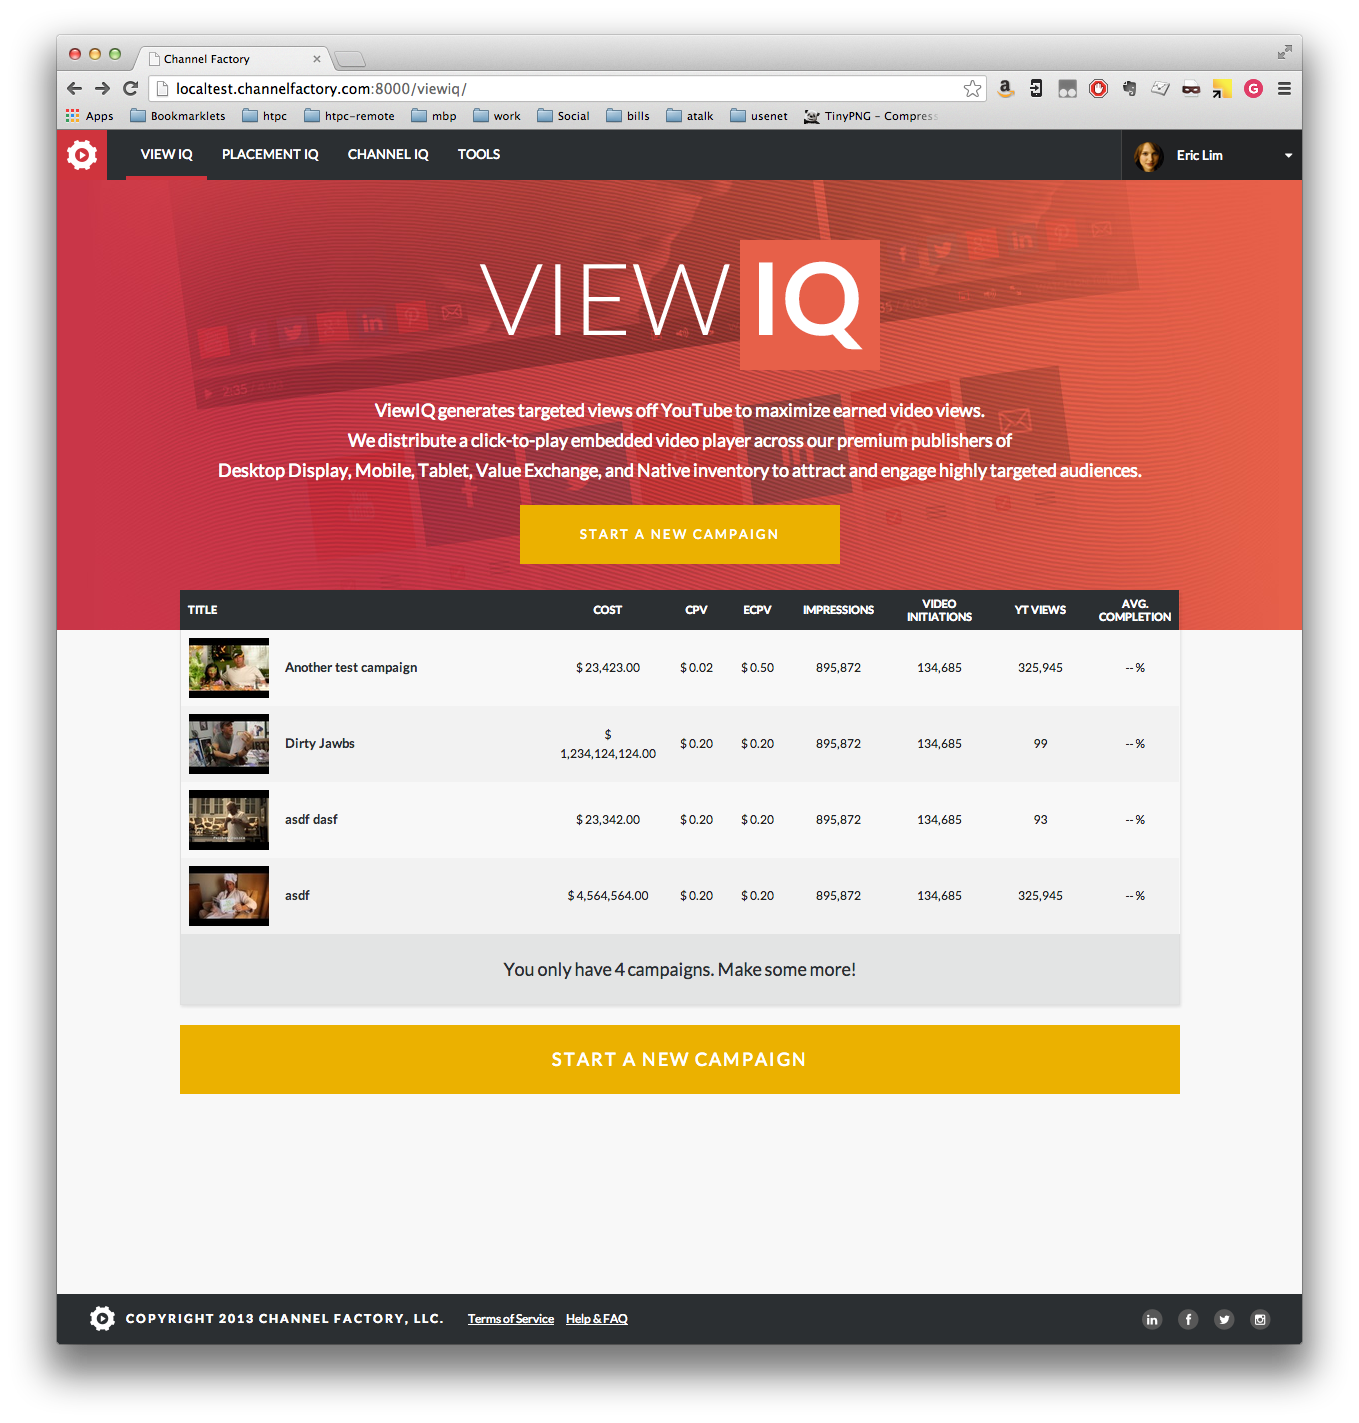 Channel Factory
localtest.channelfactory.com:8000/viewiq/
Apps Bookmarklets htpc htpc-remote mbp work Social bills atalk usenet TinyPNG – Compress
VIEW IQ PLACEMENT IQ CHANNEL IQ TOOLS Eric Lim
VIEW IQ
ViewIQ generates targeted views off YouTube to maximize earned video views.
We distribute a click-to-play embedded video player across our premium publishers of
Desktop Display, Mobile, Tablet, Value Exchange, and Native inventory to attract and engage highly targeted audiences.
START A NEW CAMPAIGN
TITLE COST CPV ECPV IMPRESSIONS VIDEO INITIATIONS YT VIEWS AVG. COMPLETION
Another test campaign $ 23,423.00 $ 0.02 $ 0.50 895,872 134,685 325,945 -- %
Dirty Jawbs $ 1,234,124,124.00 $ 0.20 $ 0.20 895,872 134,685 99 -- %
asdf dasf $ 23,342.00 $ 0.20 $ 0.20 895,872 134,685 93 -- %
asdf $ 4,564,564.00 $ 0.20 $ 0.20 895,872 134,685 325,945 -- %
You only have 4 campaigns. Make some more!
START A NEW CAMPAIGN
COPYRIGHT 2013 CHANNEL FACTORY, LLC. Terms of Service Help & FAQ